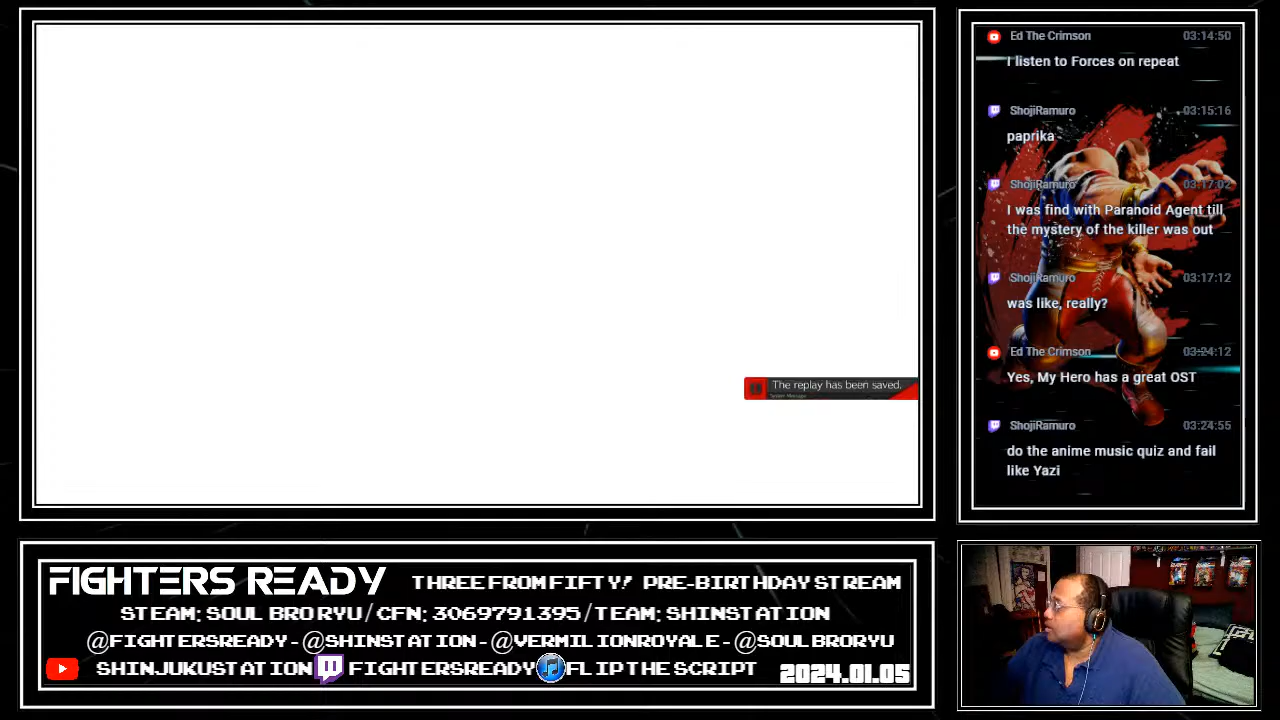 Ed The Crimson 03:14:50
I listen to Forces on repeat
ShojiRamuro 03:15:16
paprika
ShojiRamuro 03:17:02
I was find with Paranoid Agent till
the mystery of the killer was out
ShojiRamuro 03:17:12
was like, really?
Ed The Crimson 03:24:12
Yes, My Hero has a great OST
ShojiRamuro 03:24:55
do the anime music quiz and fail
like Yazi
The replay has been saved.
System Message
FIGHTERS READY THREE FROM FIFTY! PRE-BIRTHDAY STREAM
STEAM: SOUL BRO RYU / CFN: 3069791395 / TEAM: SHINSTATION
@FIGHTERSREADY - @SHINSTATION - @VERMILIONROYALE - @SOULBRORYU
SHINJUKUSTATION FIGHTERSREADY FLIP THE SCRIPT 2024.01.05